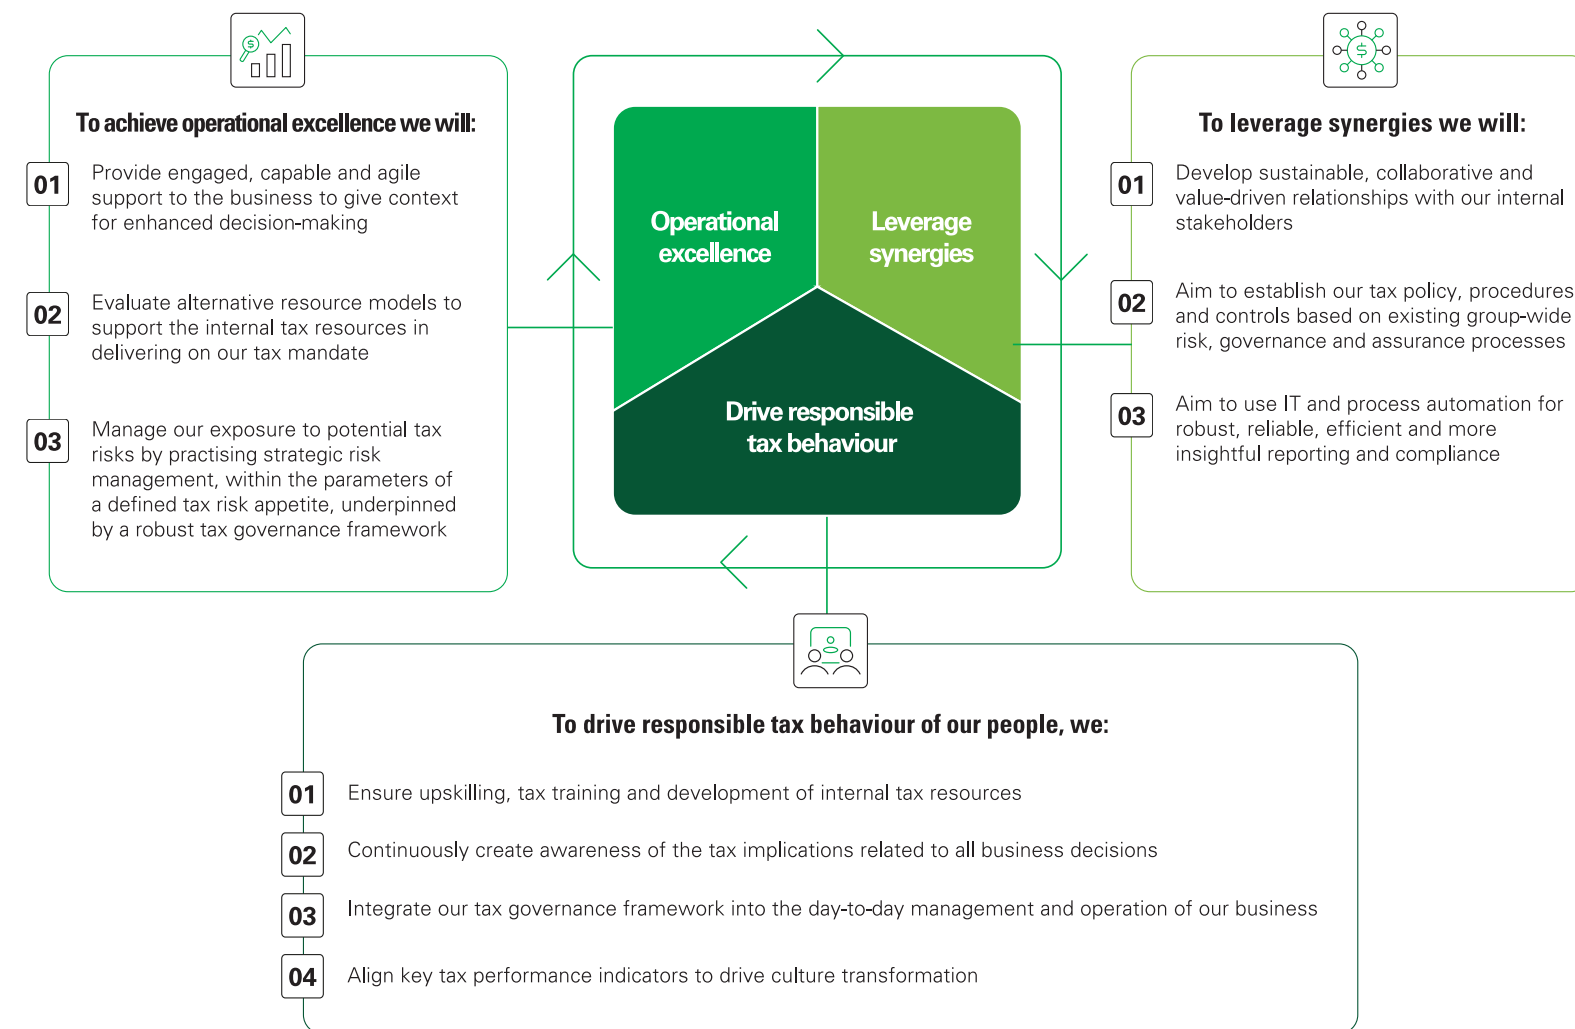 To achieve operational excellence we will:
01
Provide engaged, capable and agile
support to the business to give context
for enhanced decision-making
02
Evaluate alternative resource models to
support the internal tax resources in
delivering on our tax mandate
03
Manage our exposure to potential tax
risks by practising strategic risk
management, within the parameters of
a defined tax risk appetite, underpinned
by a robust tax governance framework
Operational
excellence
Leverage
synergies
Drive responsible
tax behaviour
To leverage synergies we will:
01
Develop sustainable, collaborative and
value-driven relationships with our internal
stakeholders
02
Aim to establish our tax policy, procedures
and controls based on existing group-wide
risk, governance and assurance processes
03
Aim to use IT and process automation for
robust, reliable, efficient and more
insightful reporting and compliance
To drive responsible tax behaviour of our people, we:
01
Ensure upskilling, tax training and development of internal tax resources
02
Continuously create awareness of the tax implications related to all business decisions
03
Integrate our tax governance framework into the day-to-day management and operation of our business
04
Align key tax performance indicators to drive culture transformation